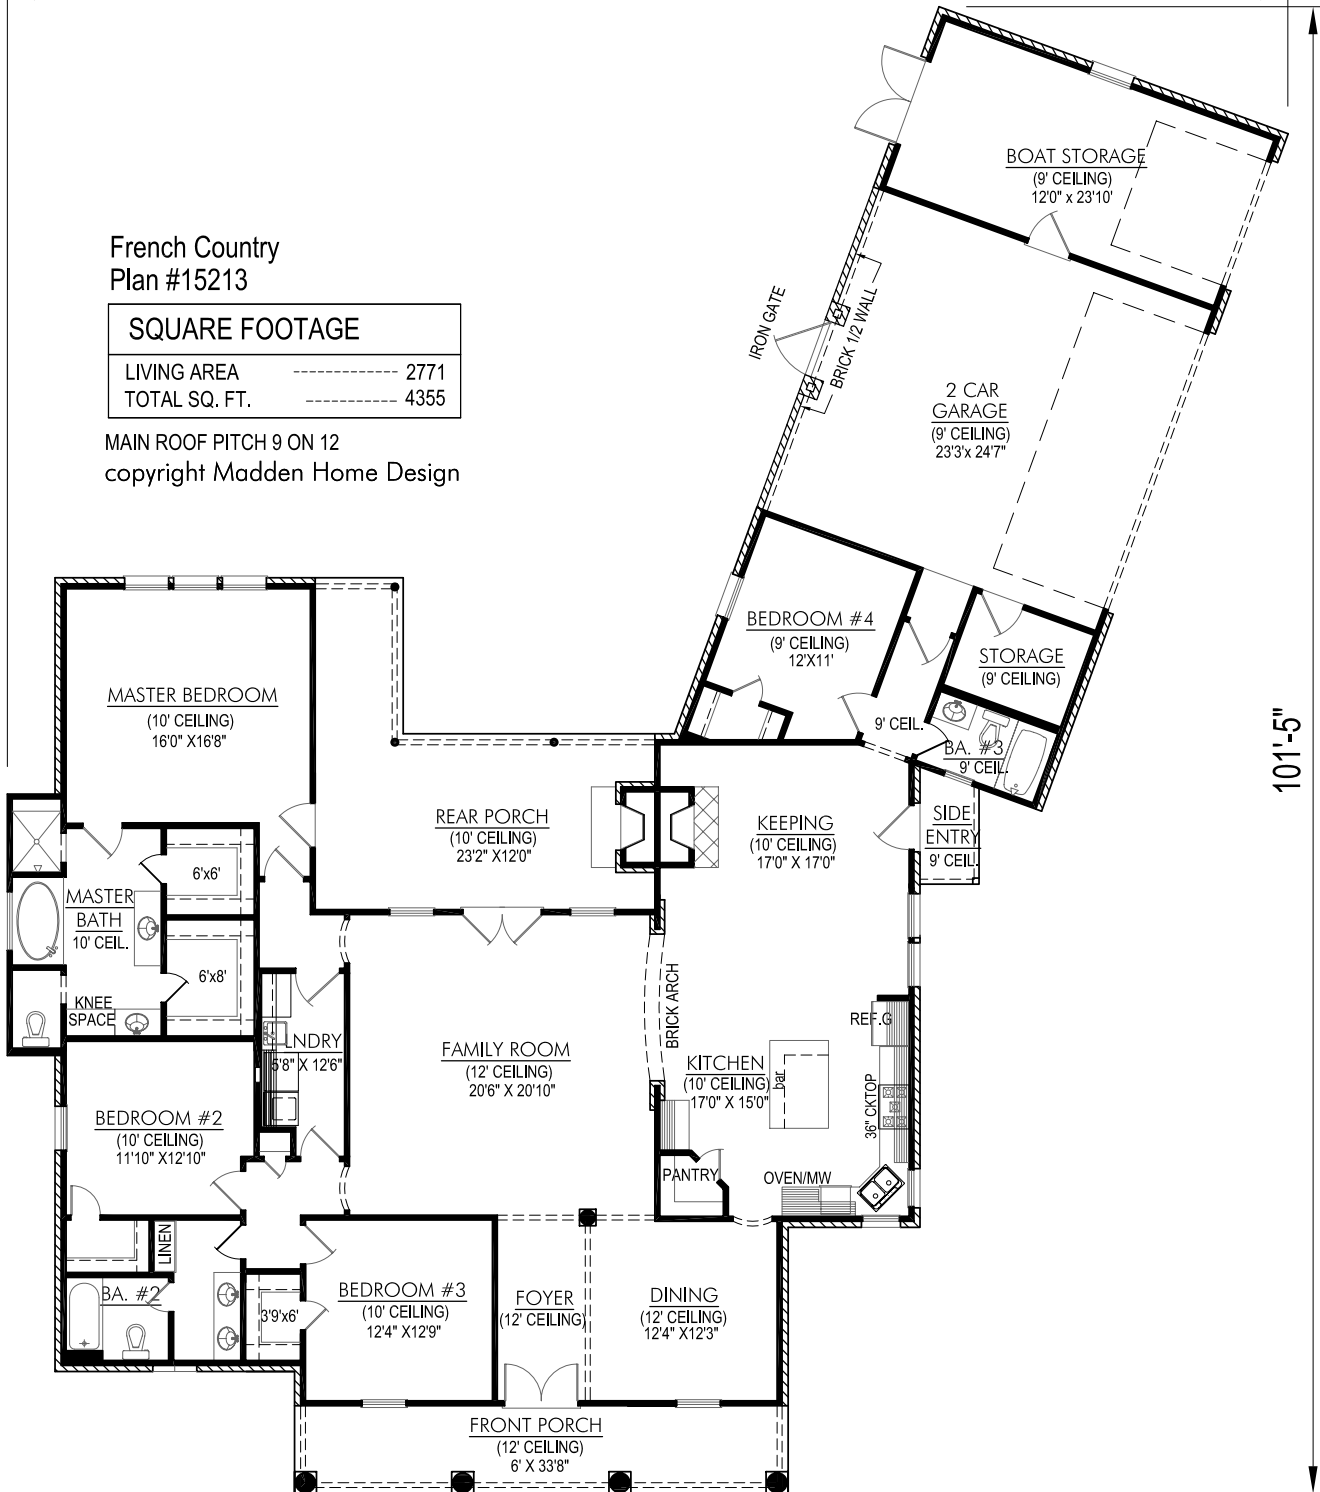 French Country
Plan #15213
SQUARE FOOTAGE
LIVING AREA ------------- 2771
TOTAL SQ. FT. ------------- 4355
MAIN ROOF PITCH 9 ON 12
copyright Madden Home Design
BOAT STORAGE
(9' CEILING)
12'0" x 23'10'
IRON GATE
BRICK 1/2 WALL
2 CAR
GARAGE
(9' CEILING)
23'3'x 24'7"
BEDROOM #4
(9' CEILING)
12'X11'
STORAGE
(9' CEILING)
9' CEIL.
BA. #3
9' CEIL.
101'-5"
MASTER BEDROOM
(10' CEILING)
16'0" X16'8"
REAR PORCH
(10' CEILING)
23'2" X12'0"
KEEPING
(10' CEILING)
17'0" X 17'0"
SIDE
ENTRY
9' CEIL.
6'x6'
MASTER
BATH
10' CEIL.
6'x8'
KNEE
SPACE
LNDRY
5'8" X 12'6"
FAMILY ROOM
(12' CEILING)
20'6" X 20'10"
BRICK ARCH
REF.G
KITCHEN
(10' CEILING)
17'0" X 15'0"
bar
36" CKTOP
BEDROOM #2
(10' CEILING)
11'10" X12'10"
PANTRY
OVEN/MW
LINEN
BA. #2
3'9'x6'
BEDROOM #3
(10' CEILING)
12'4" X12'9"
FOYER
(12' CEILING)
DINING
(12' CEILING)
12'4" X12'3"
FRONT PORCH
(12' CEILING)
6' X 33'8"